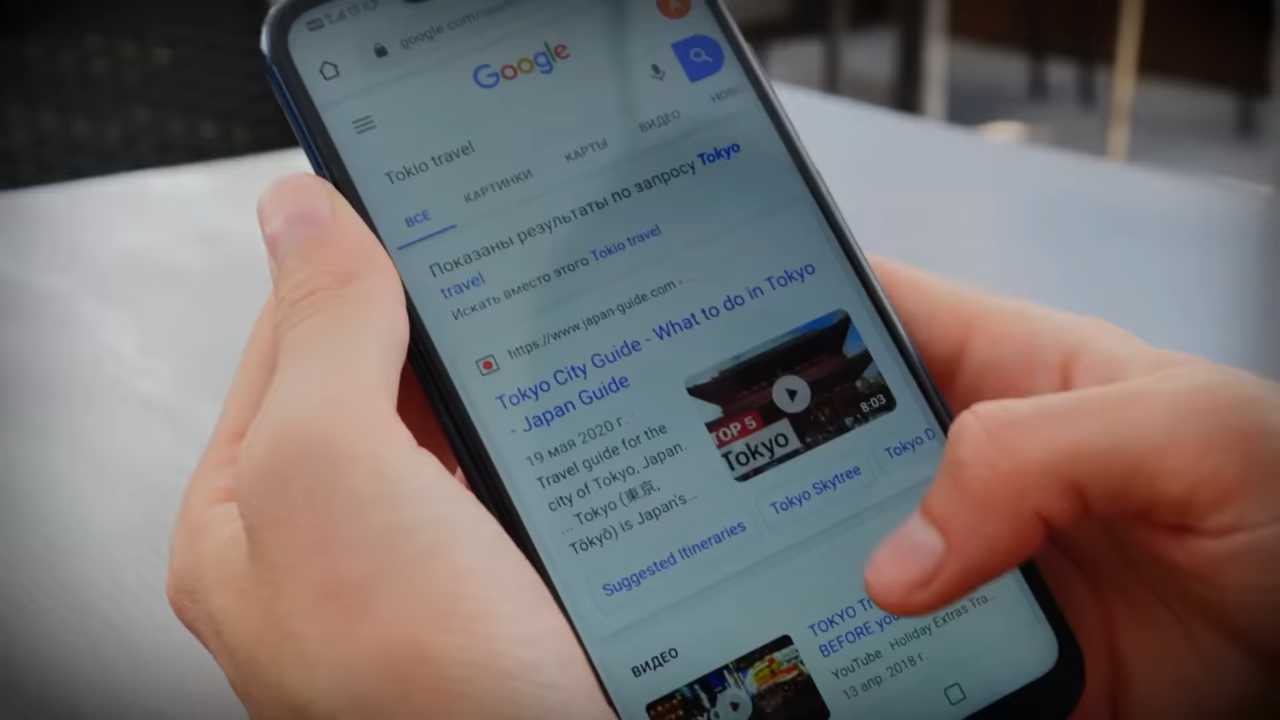 google.com/sea
A
Google
Tokio travel
ВСЕ
КАРТИНКИ
КАРТЫ
ВИДЕО
НОВ
Показаны результаты по запросу Tokyo
travel
Искать вместо этого Tokio travel
https://www.japan-guide.com › ...
Tokyo City Guide - What to do in Tokyo
- Japan Guide
19 мая 2020 г.
Travel guide for the
city of Tokyo, Japan.
... Tokyo (東京,
Tōkyō) is Japan's...
TOP 5
Tokyo
8:03
Suggested Itineraries
Tokyo Skytree
Tokyo D
ВИДЕО
TOKYO Tr
BEFORE you
YouTube · Holiday Extras Tra...
13 апр. 2018 г.